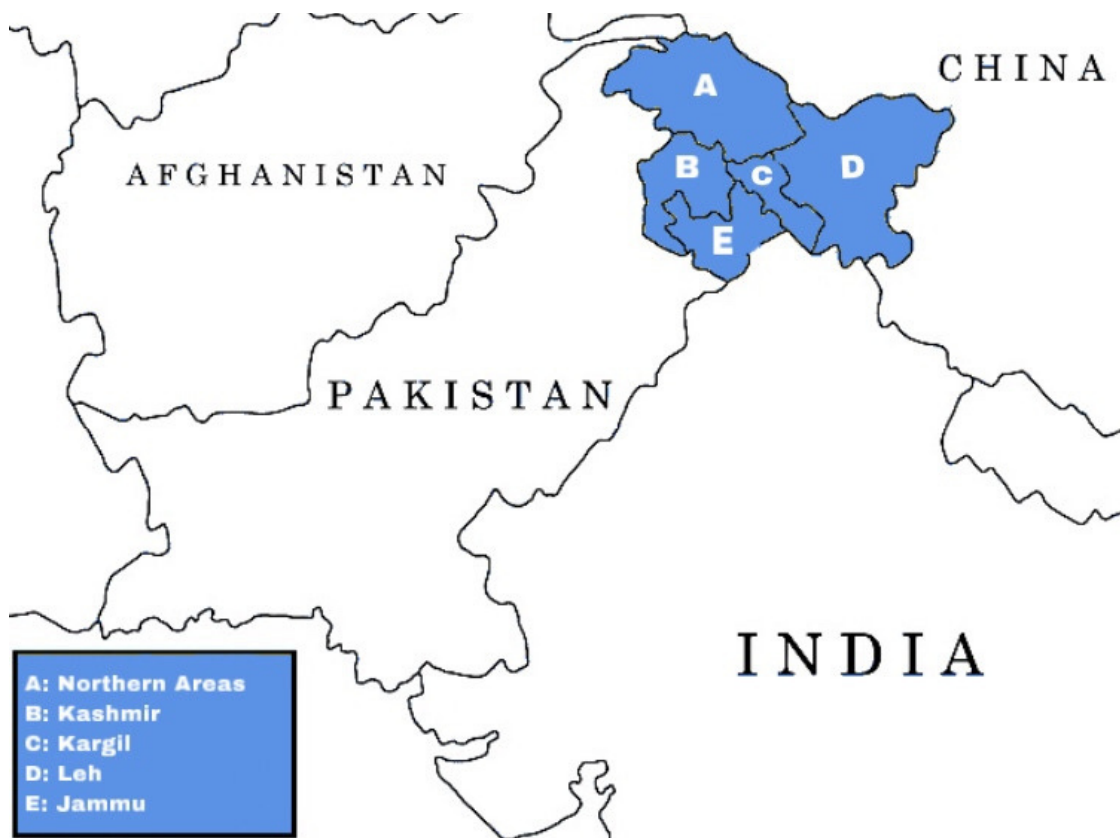 CHINA
A
AFGHANISTAN
B
C
D
E
PAKISTAN
INDIA
A: Northern Areas
B: Kashmir
C: Kargil
D: Leh
E: Jammu